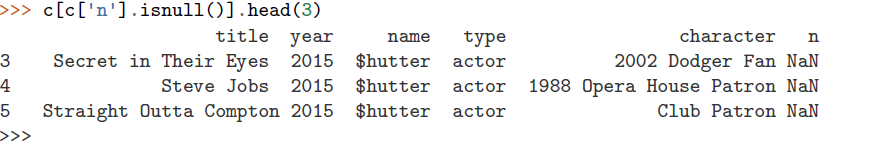 >>> c[c['n'].isnull()].head(3)
title year name type character n
3 Secret in Their Eyes 2015 $hutter actor 2002 Dodger Fan NaN
4 Steve Jobs 2015 $hutter actor 1988 Opera House Patron NaN
5 Straight Outta Compton 2015 $hutter actor Club Patron NaN
>>>